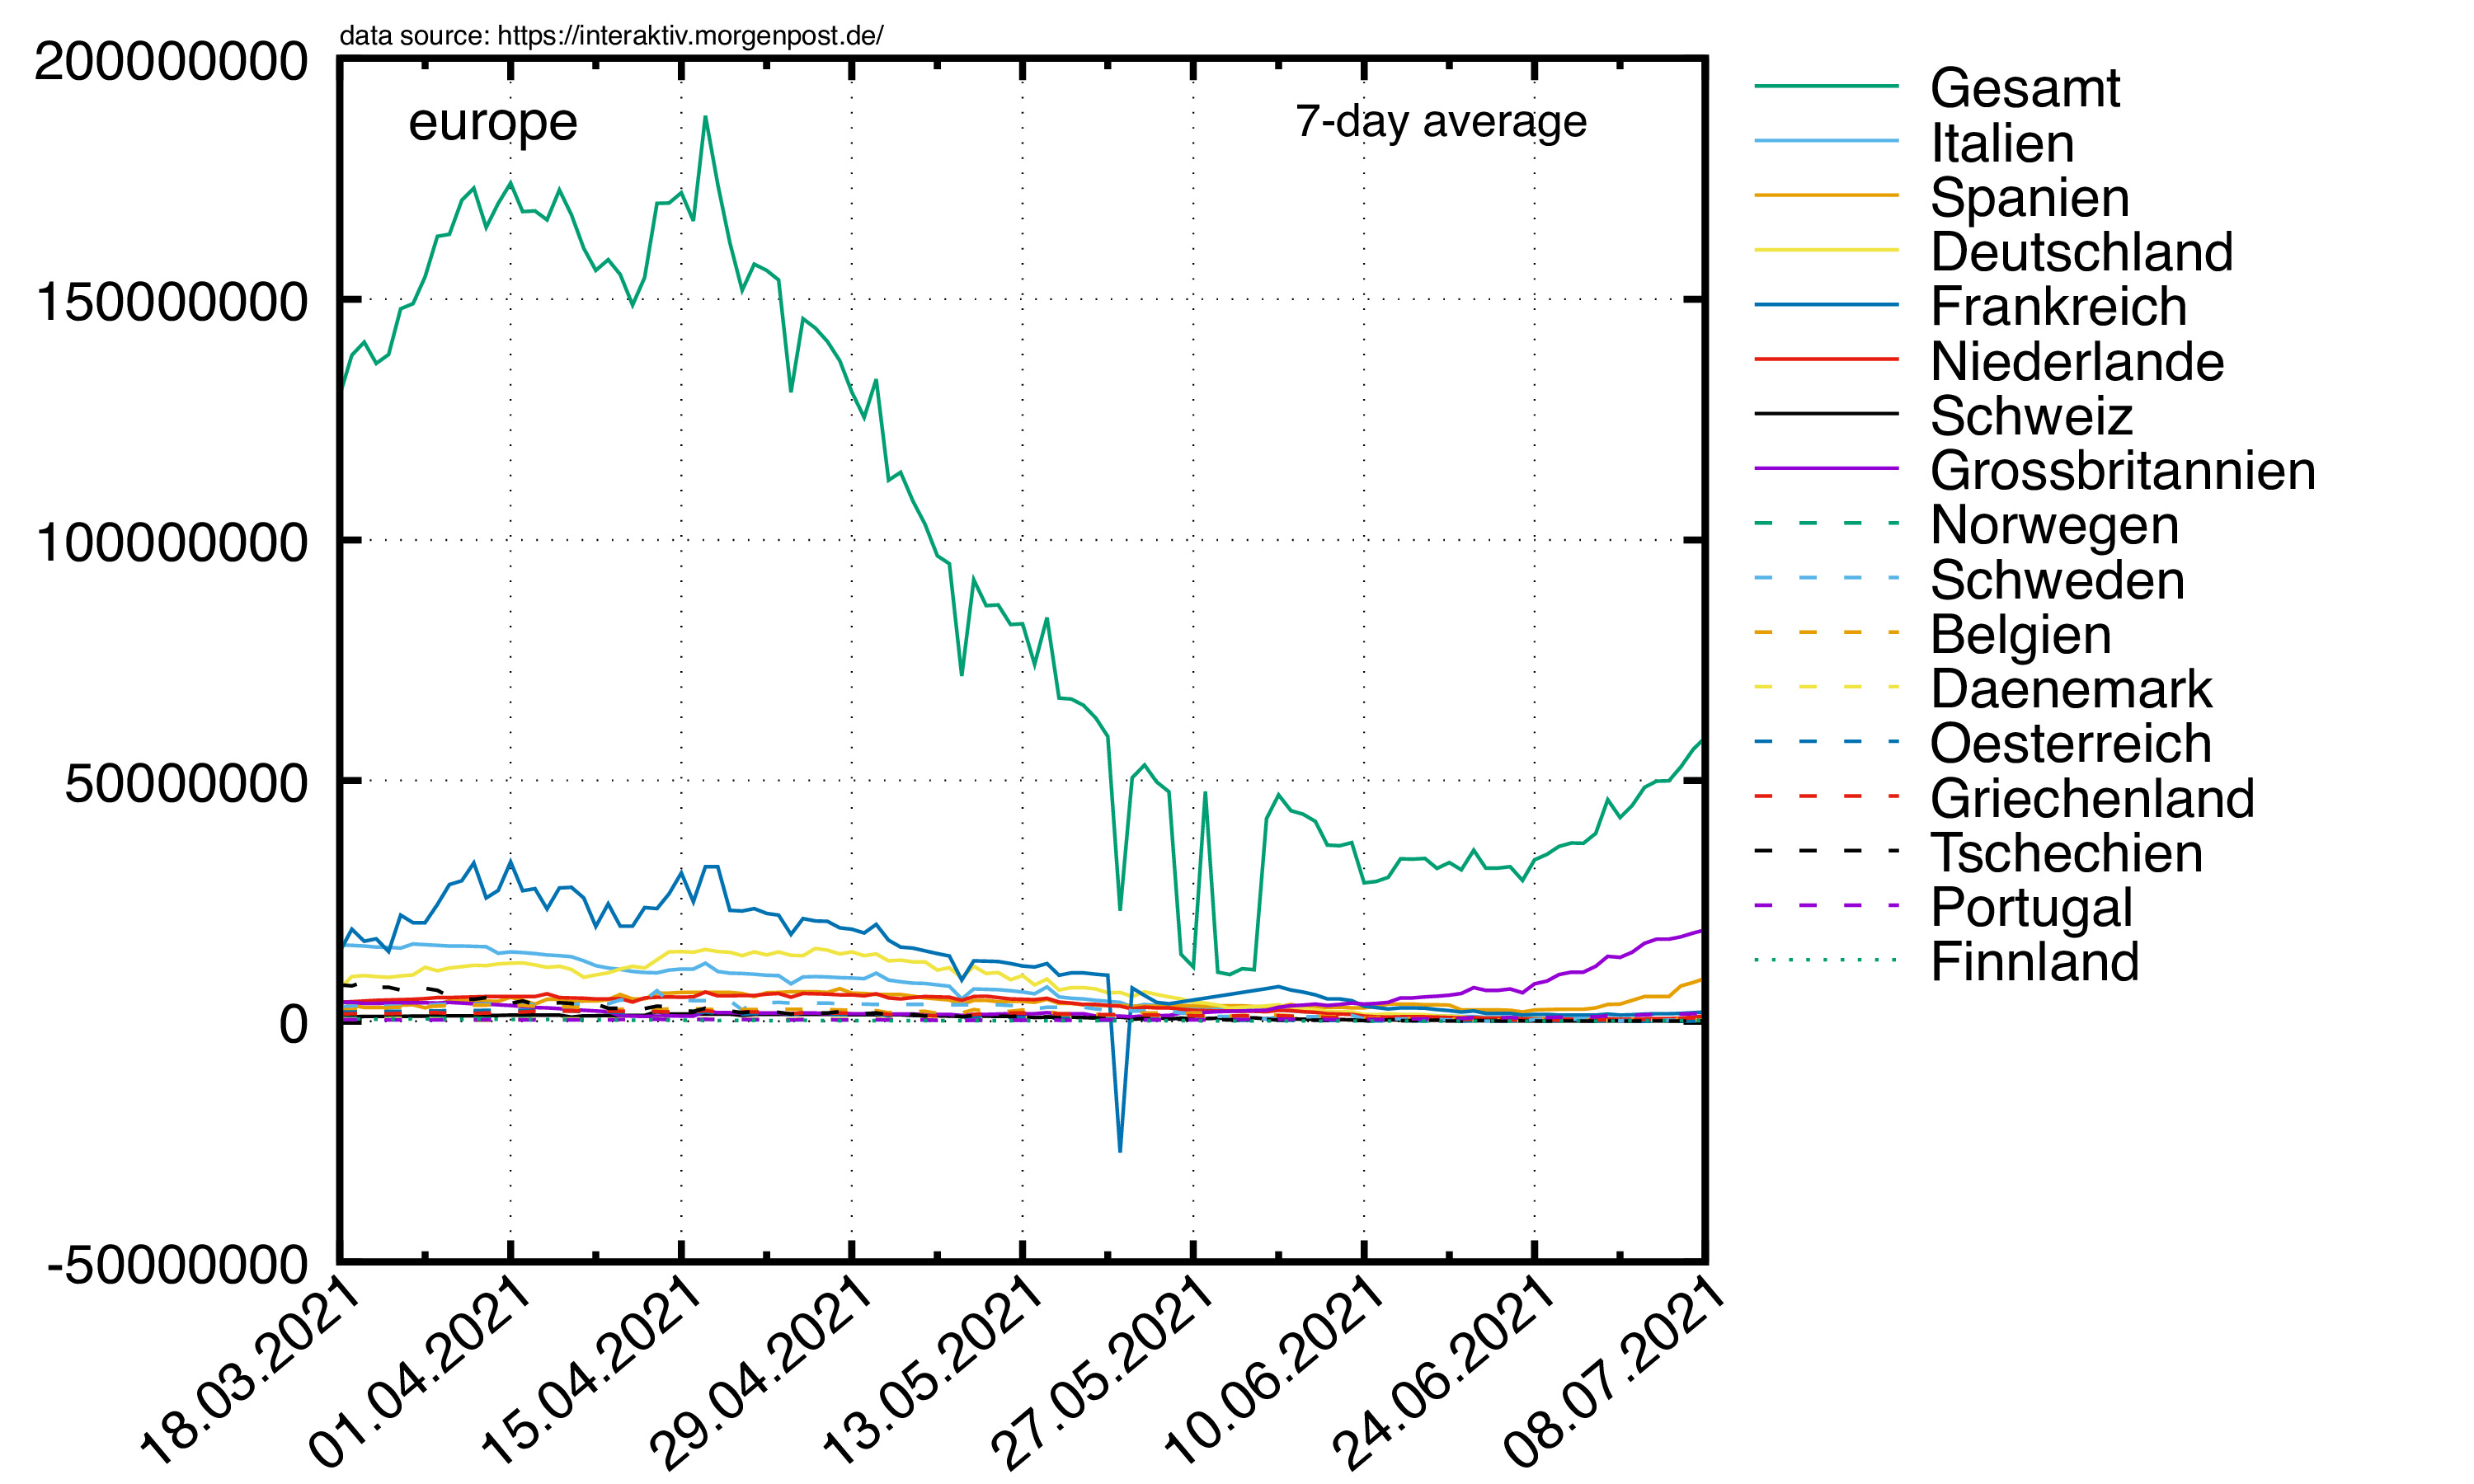 data source: https://interaktiv.morgenpost.de/
200000000
150000000
100000000
50000000
0
-50000000
europe
7-day average
18.03.2021
01.04.2021
15.04.2021
29.04.2021
13.05.2021
27.05.2021
10.06.2021
24.06.2021
08.07.2021
Gesamt
Italien
Spanien
Deutschland
Frankreich
Niederlande
Schweiz
Grossbritannien
Norwegen
Schweden
Belgien
Daenemark
Oesterreich
Griechenland
Tschechien
Portugal
Finnland